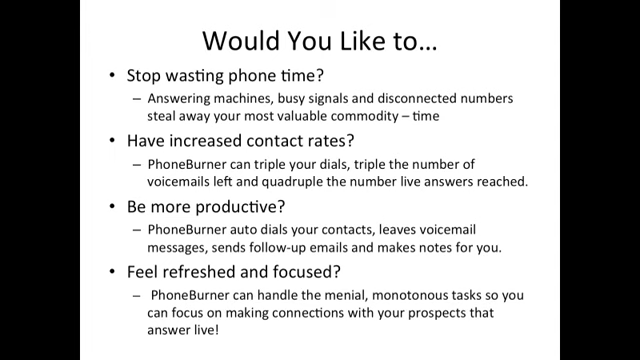 Would You Like to…
• Stop wasting phone time?
– Answering machines, busy signals and disconnected numbers
steal away your most valuable commodity – time
• Have increased contact rates?
– PhoneBurner can triple your dials, triple the number of
voicemails left and quadruple the number live answers reached.
• Be more productive?
– PhoneBurner auto dials your contacts, leaves voicemail
messages, sends follow-up emails and makes notes for you.
• Feel refreshed and focused?
– PhoneBurner can handle the menial, monotonous tasks so you
can focus on making connections with your prospects that
answer live!